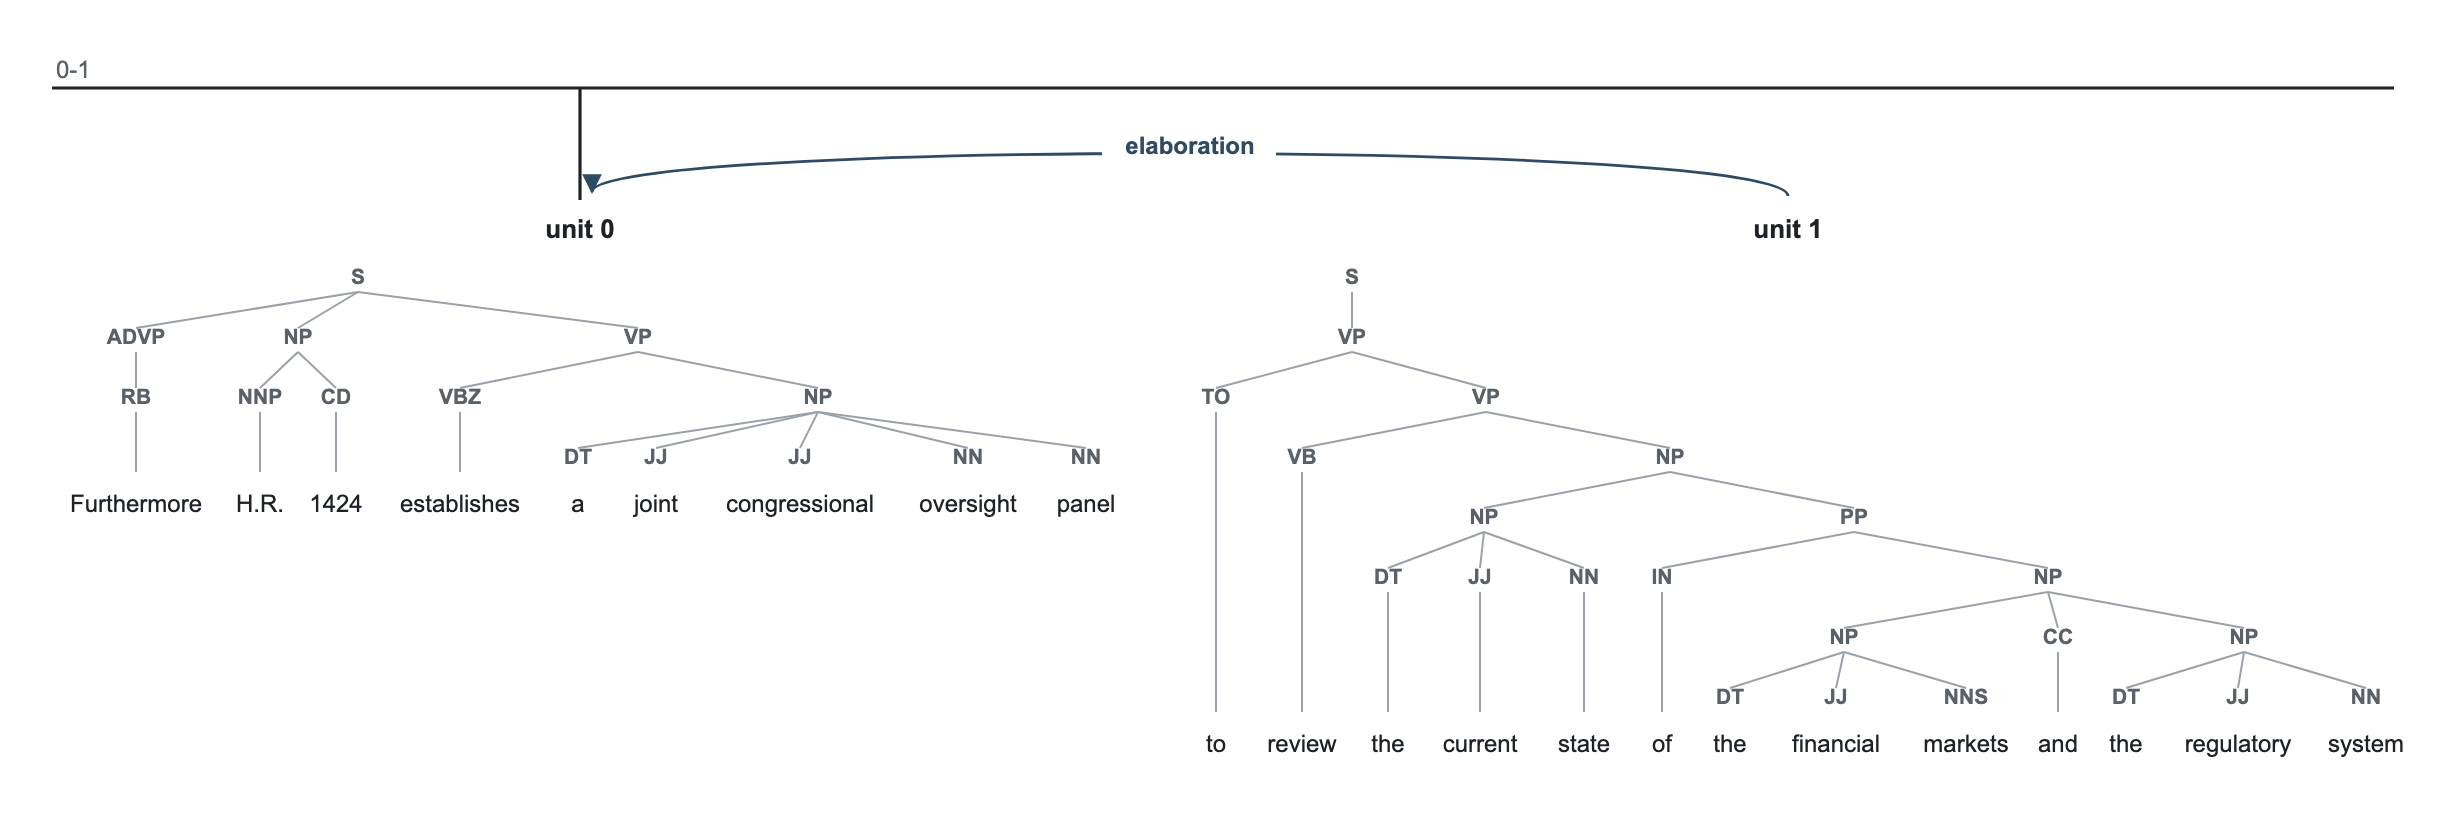 0-1
elaboration
unit 0 unit 1
S S
ADVP NP VP VP
RB NNP CD VBZ NP TO VP
DT JJ JJ NN NN VB NP
Furthermore H.R. 1424 establishes a joint congressional oversight panel NP PP
DT JJ NN IN NP
NP CC NP
DT JJ NNS DT JJ NN
to review the current state of the financial markets and the regulatory system